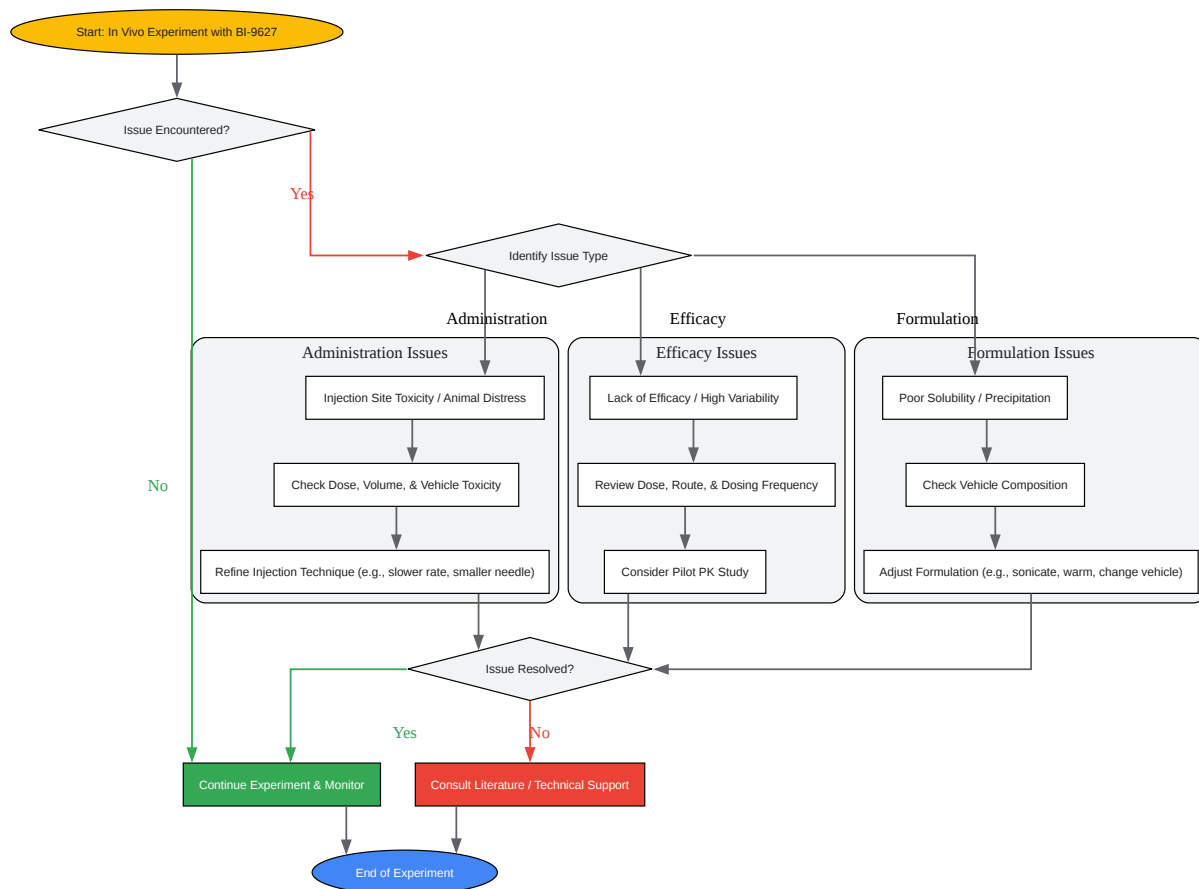 Start: In Vivo Experiment with BI-9627
Issue Encountered?
Yes
Identify Issue Type
Administration
Efficacy
Formulation
Administration Issues
Efficacy Issues
Formulation Issues
Injection Site Toxicity / Animal Distress
Lack of Efficacy / High Variability
Poor Solubility / Precipitation
No
Check Dose, Volume, & Vehicle Toxicity
Review Dose, Route, & Dosing Frequency
Check Vehicle Composition
Refine Injection Technique (e.g., slower rate, smaller needle)
Consider Pilot PK Study
Adjust Formulation (e.g., sonicate, warm, change vehicle)
Issue Resolved?
Yes
No
Continue Experiment & Monitor
Consult Literature / Technical Support
End of Experiment